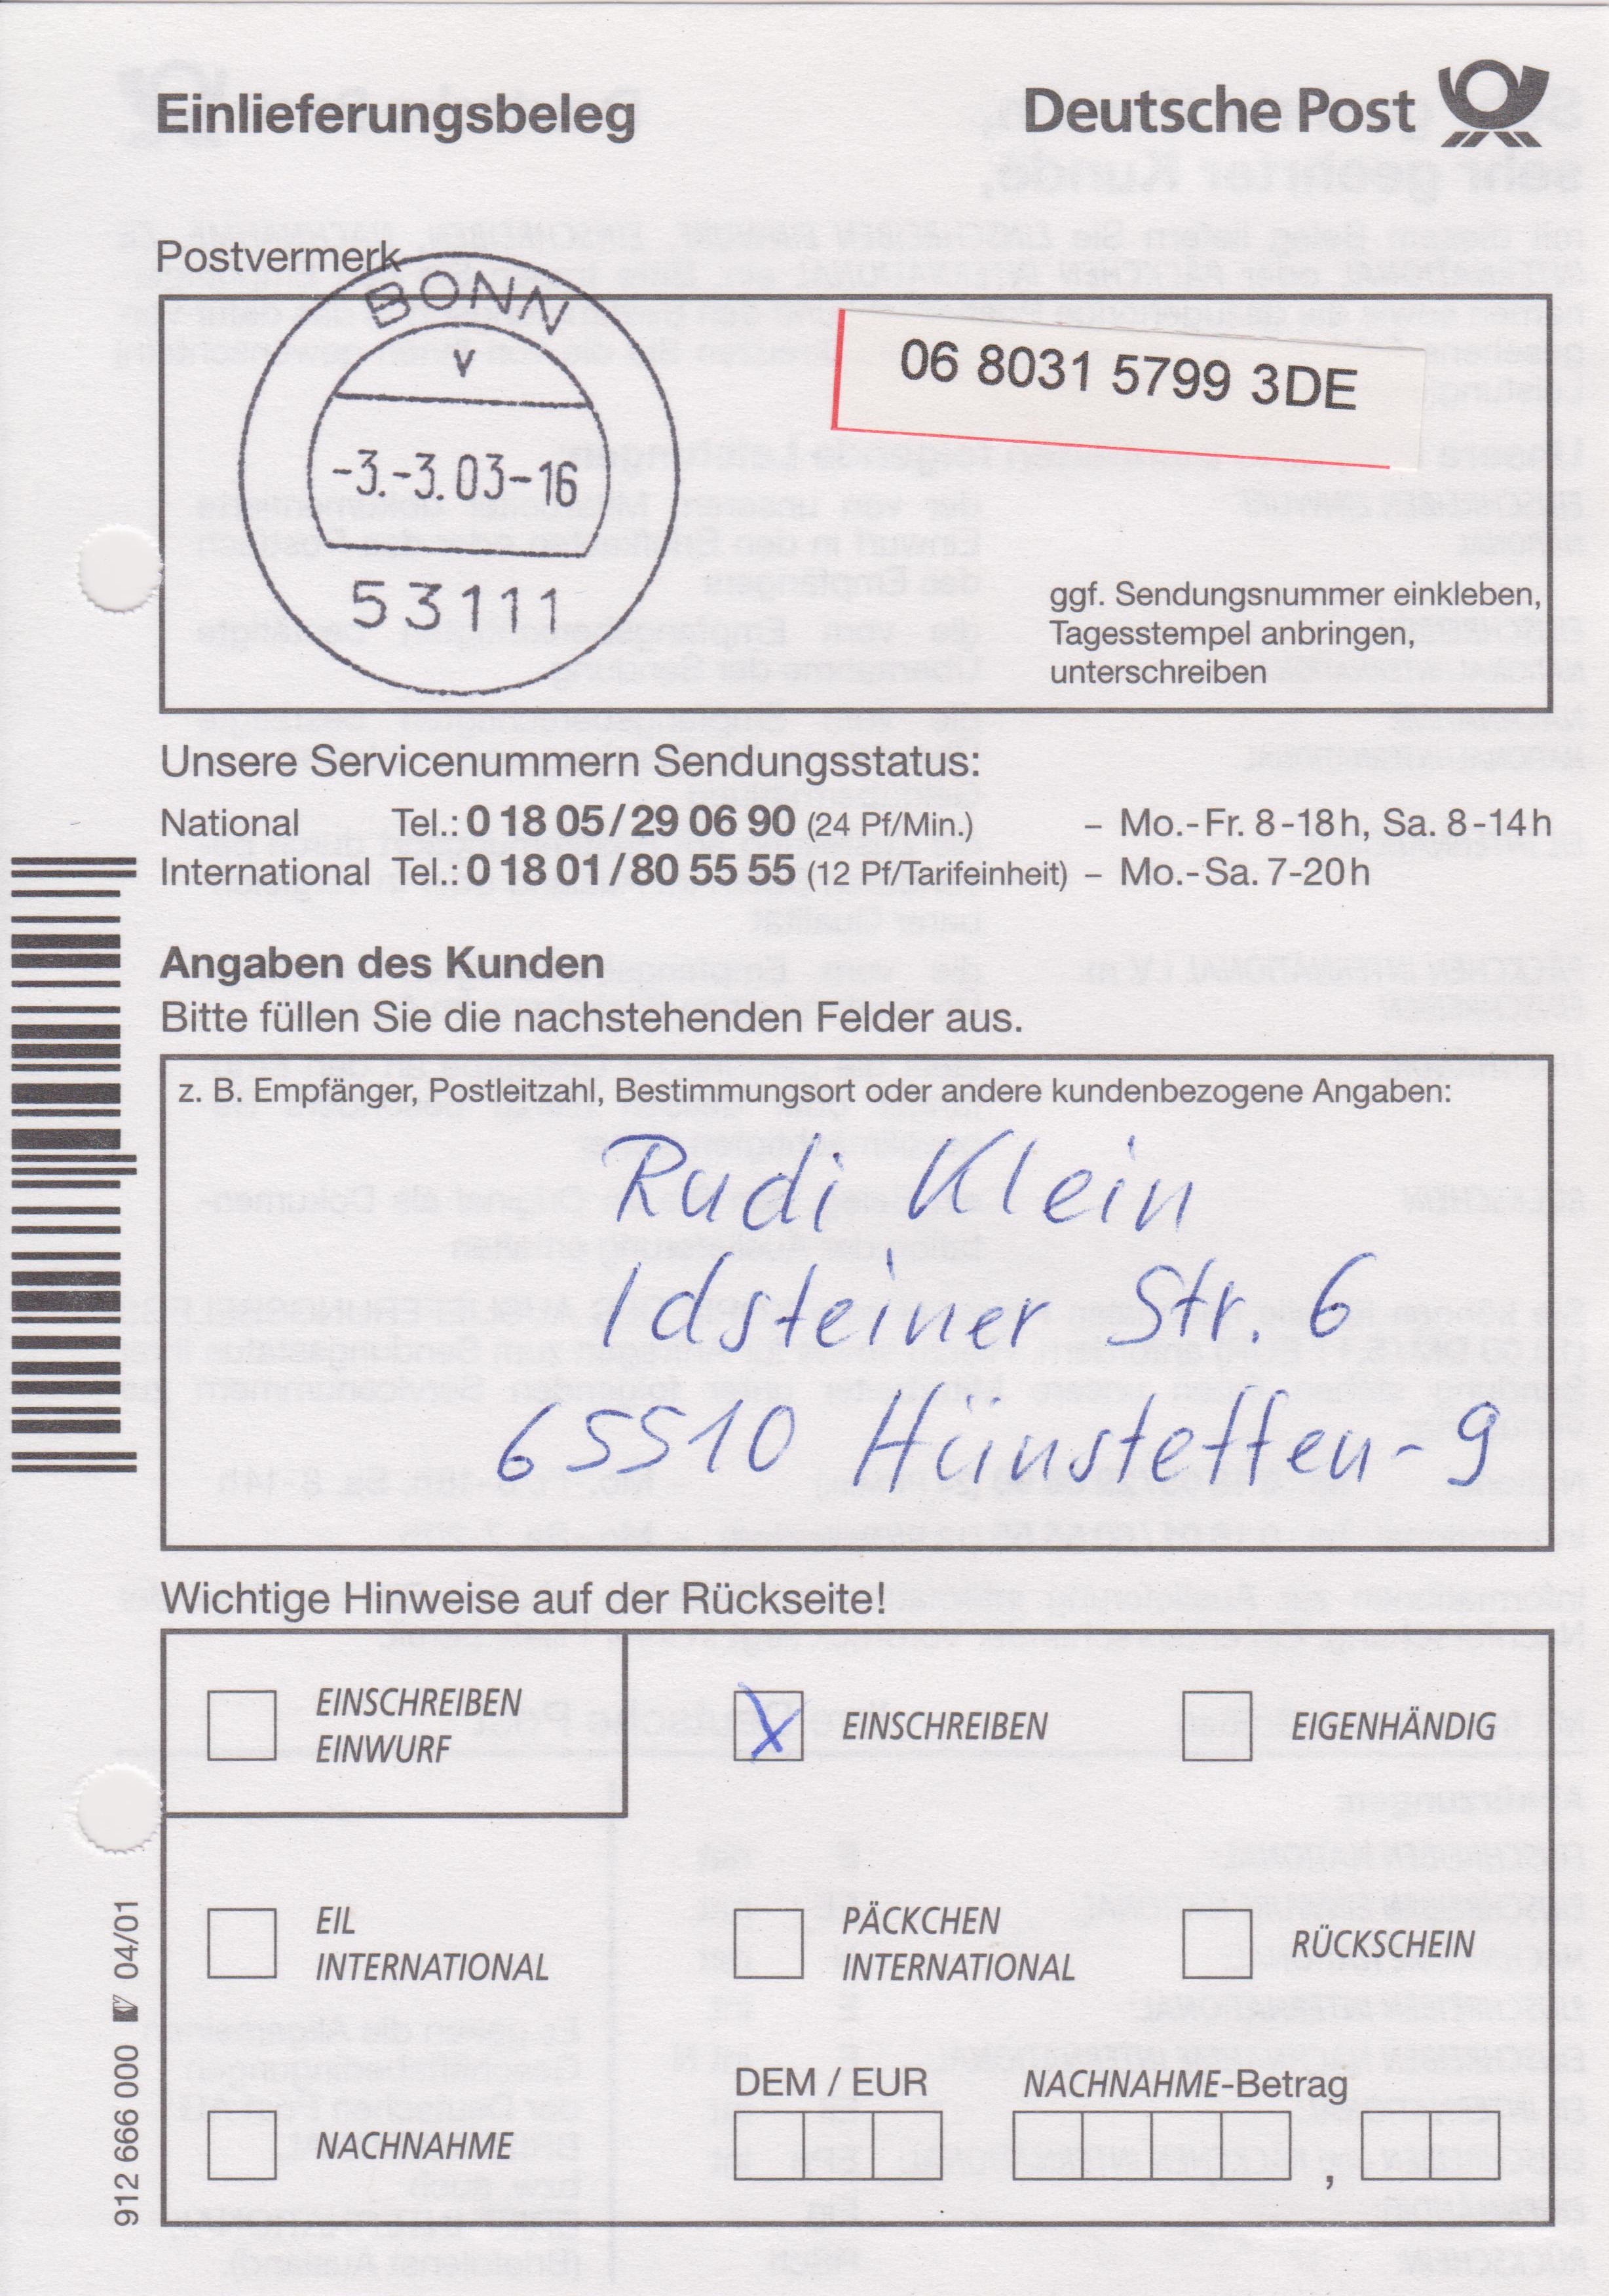 Einlieferungsbeleg
Deutsche Post
Postvermerk
BONN
v
-3.-3.03-16
53111
06 8031 5799 3DE
ggf. Sendungsnummer einkleben,
Tagesstempel anbringen,
unterschreiben
Unsere Servicenummern Sendungsstatus:
National Tel.: 0 18 05/29 06 90 (24 Pf/Min.) – Mo.-Fr. 8-18h, Sa. 8-14h
International Tel.: 0 18 01/80 55 55 (12 Pf/Tarifeinheit) – Mo.-Sa. 7-20h
Angaben des Kunden
Bitte füllen Sie die nachstehenden Felder aus.
z. B. Empfänger, Postleitzahl, Bestimmungsort oder andere kundenbezogene Angaben:
Rudi Klein
Idsteiner Str. 6
65510 Hünstetten-9
Wichtige Hinweise auf der Rückseite!
EINSCHREIBEN
EINWURF
X EINSCHREIBEN
EIGENHÄNDIG
EIL
INTERNATIONAL
PÄCKCHEN
INTERNATIONAL
RÜCKSCHEIN
DEM / EUR
NACHNAHME-Betrag
NACHNAHME
,
912 666 000 04/01